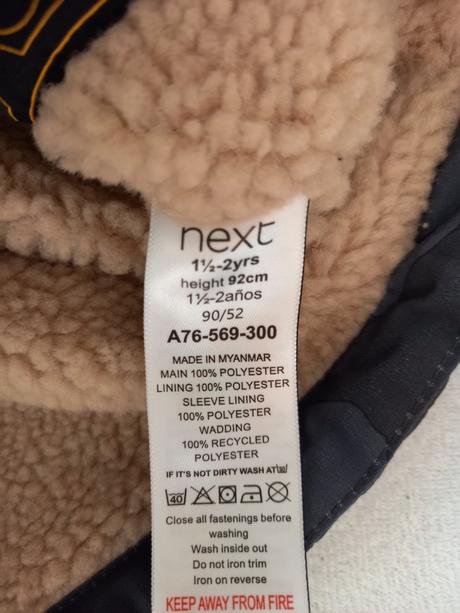 next
1½-2yrs
height 92cm
1½-2años
90/52
A76-569-300
MADE IN MYANMAR
MAIN 100% POLYESTER
LINING 100% POLYESTER
SLEEVE LINING
100% POLYESTER
WADDING
100% RECYCLED
POLYESTER
IF IT'S NOT DIRTY WASH AT 30
40
Close all fastenings before
washing
Wash inside out
Do not iron trim
Iron on reverse
KEEP AWAY FROM FIRE